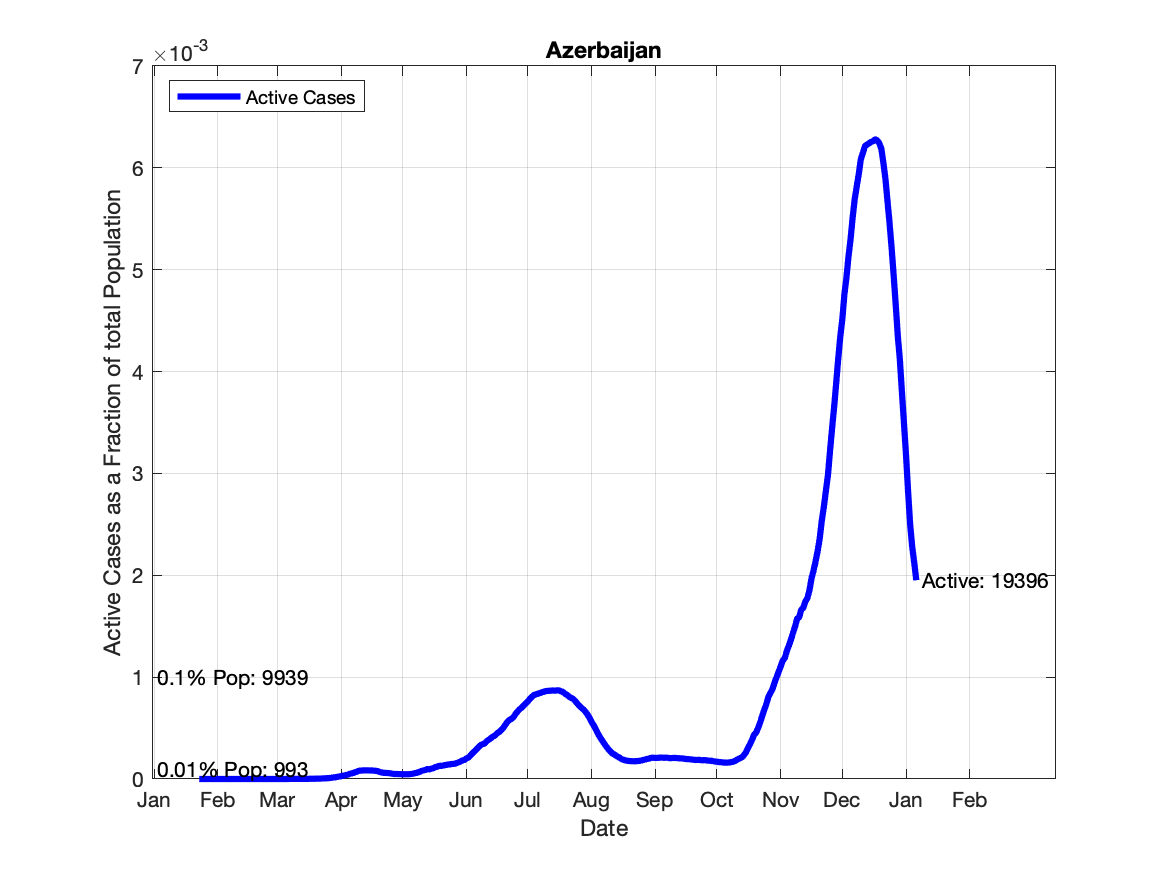 Azerbaijan
×10-3
Active Cases
7
6
5
4
3
2
1
0
Active Cases as a Fraction of total Population
Active: 19396
0.1% Pop: 9939
0.01% Pop: 993
Jan Feb Mar Apr May Jun Jul Aug Sep Oct Nov Dec Jan Feb
Date